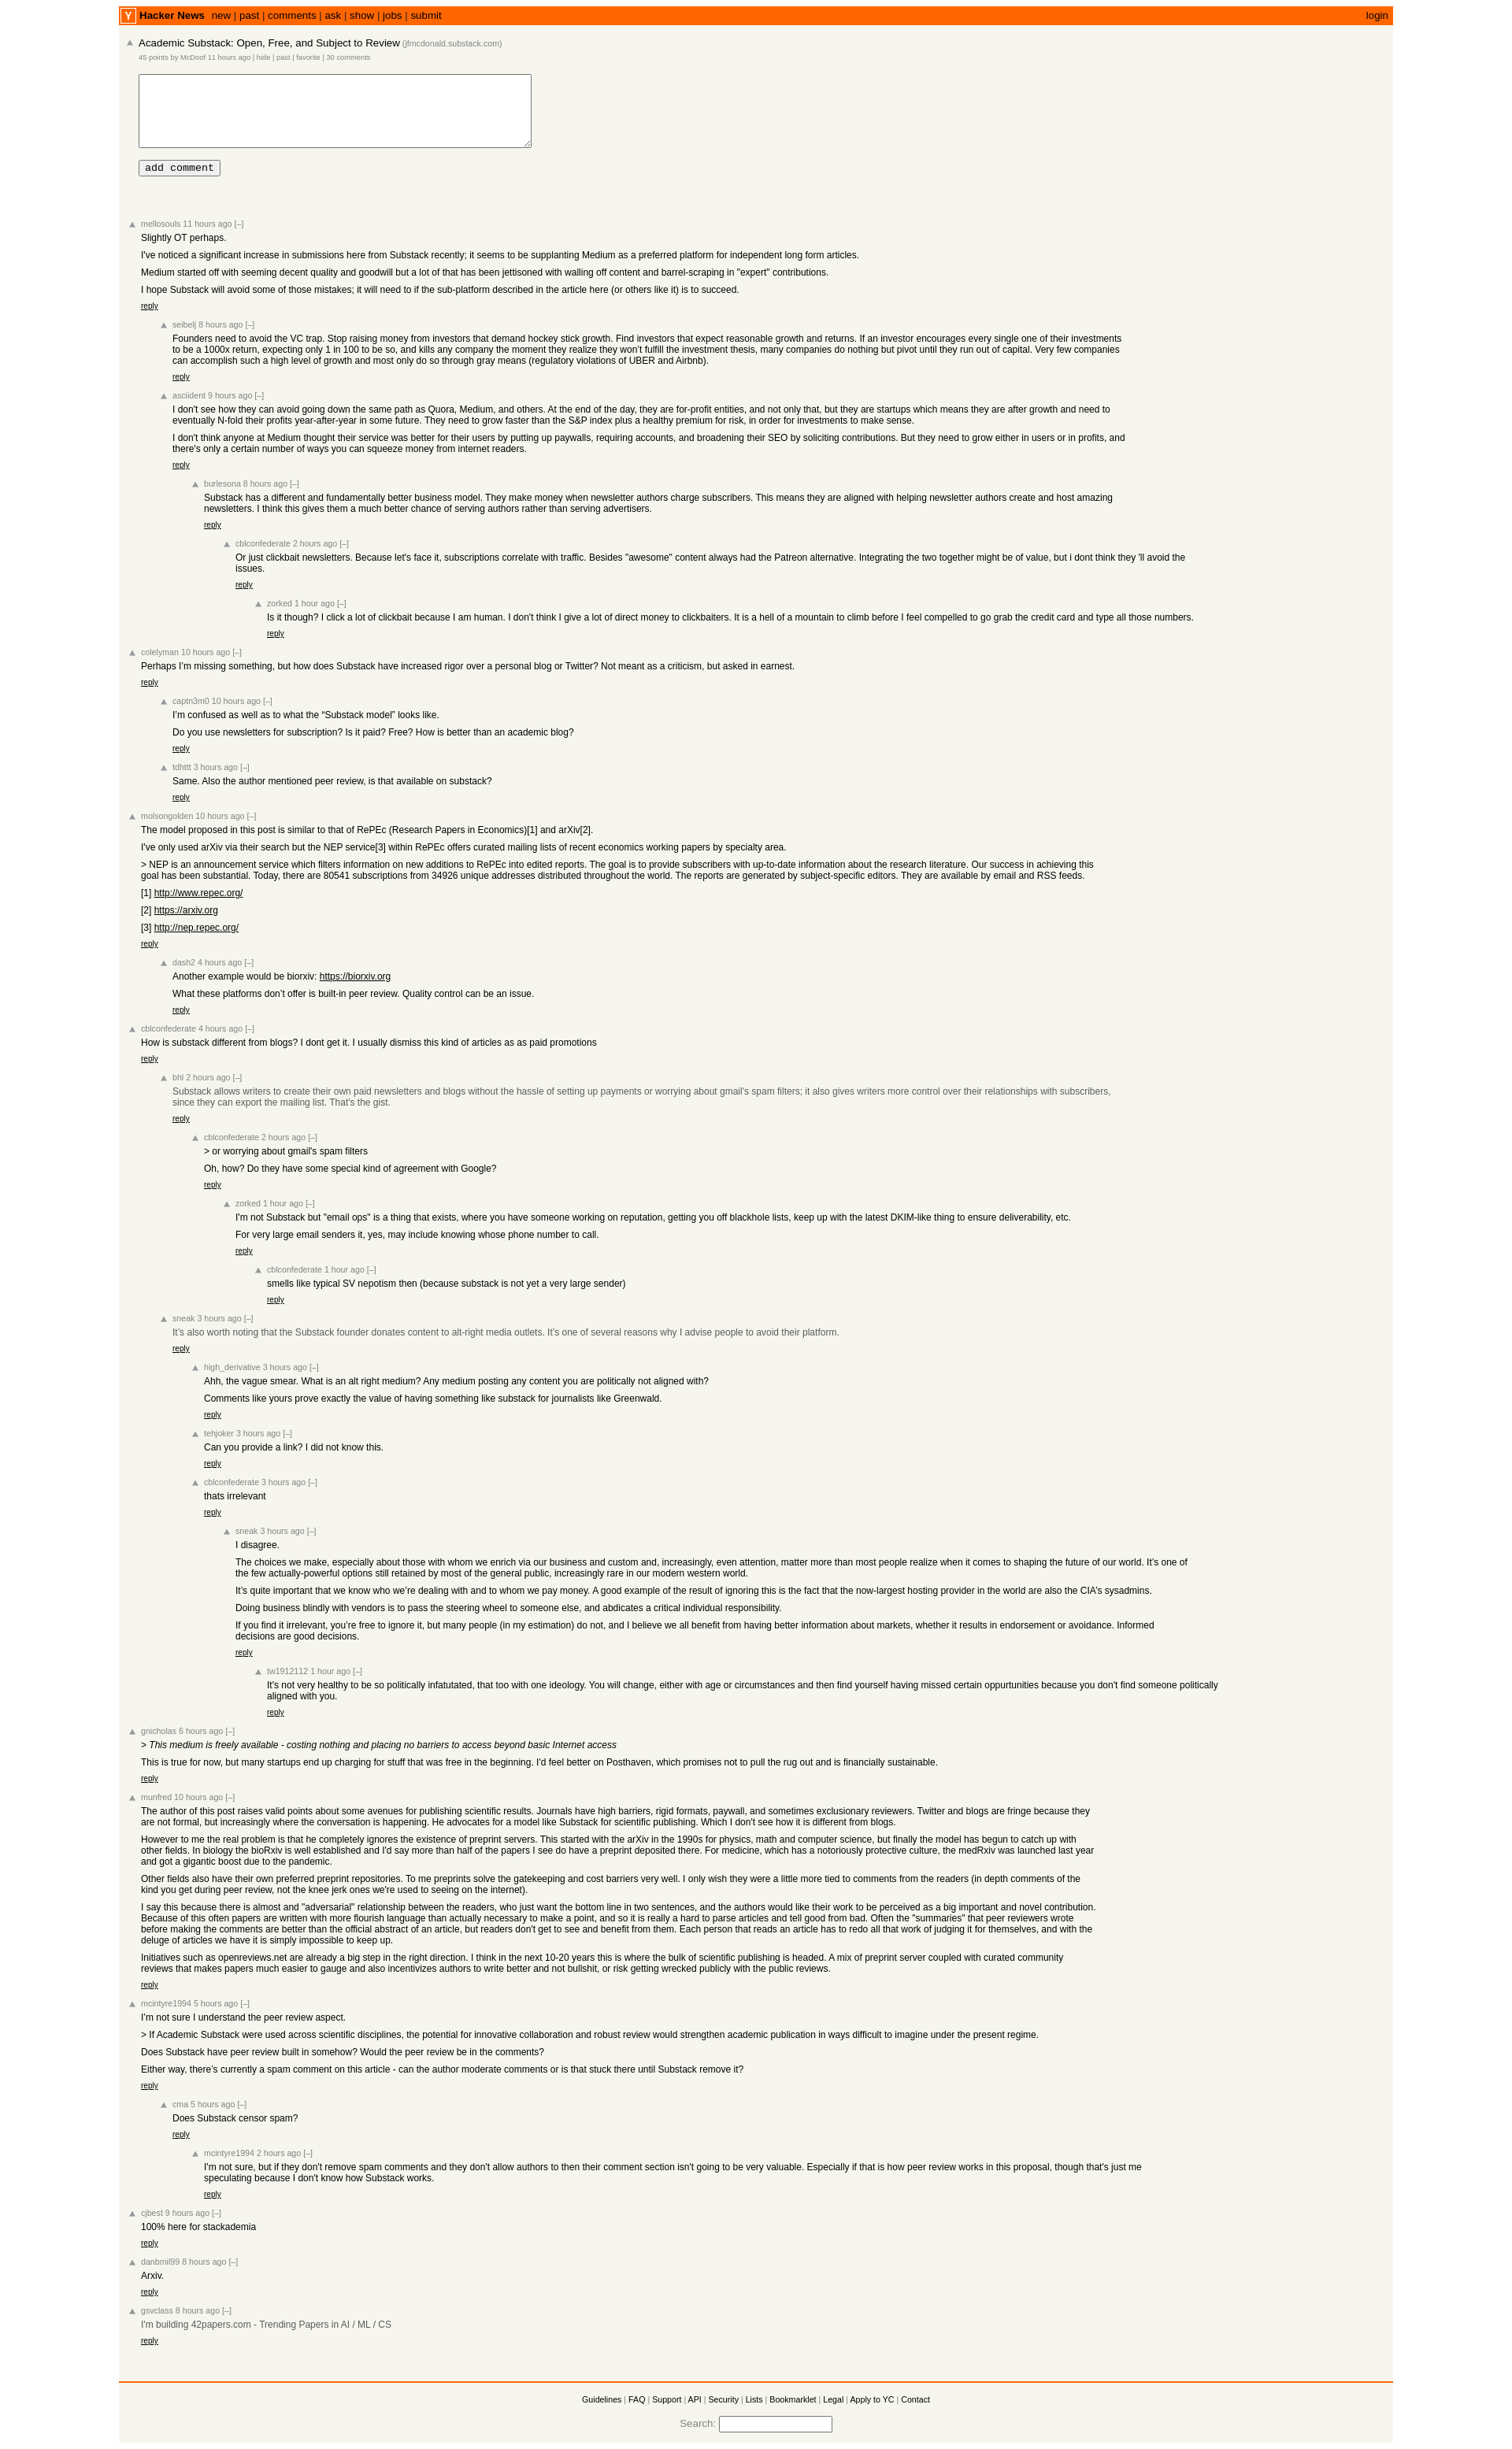 Y Hacker News new | past | comments | ask | show | jobs | submit login
Academic Substack: Open, Free, and Subject to Review (jfmcdonald.substack.com)
45 points by McDoof 11 hours ago | hide | past | favorite | 30 comments
add comment
mellosouls 11 hours ago [–]
Slightly OT perhaps.
I've noticed a significant increase in submissions here from Substack recently; it seems to be supplanting Medium as a preferred platform for independent long form articles.
Medium started off with seeming decent quality and goodwill but a lot of that has been jettisoned with walling off content and barrel-scraping in "expert" contributions.
I hope Substack will avoid some of those mistakes; it will need to if the sub-platform described in the article here (or others like it) is to succeed.
reply
seibelj 8 hours ago [–]
Founders need to avoid the VC trap. Stop raising money from investors that demand hockey stick growth. Find investors that expect reasonable growth and returns. If an investor encourages every single one of their investments
to be a 1000x return, expecting only 1 in 100 to be so, and kills any company the moment they realize they won't fulfill the investment thesis, many companies do nothing but pivot until they run out of capital. Very few companies
can accomplish such a high level of growth and most only do so through gray means (regulatory violations of UBER and Airbnb).
reply
asciident 9 hours ago [–]
I don't see how they can avoid going down the same path as Quora, Medium, and others. At the end of the day, they are for-profit entities, and not only that, but they are startups which means they are after growth and need to
eventually N-fold their profits year-after-year in some future. They need to grow faster than the S&P index plus a healthy premium for risk, in order for investments to make sense.
I don't think anyone at Medium thought their service was better for their users by putting up paywalls, requiring accounts, and broadening their SEO by soliciting contributions. But they need to grow either in users or in profits, and
there's only a certain number of ways you can squeeze money from internet readers.
reply
burlesona 8 hours ago [–]
Substack has a different and fundamentally better business model. They make money when newsletter authors charge subscribers. This means they are aligned with helping newsletter authors create and host amazing
newsletters. I think this gives them a much better chance of serving authors rather than serving advertisers.
reply
cblconfederate 2 hours ago [–]
Or just clickbait newsletters. Because let's face it, subscriptions correlate with traffic. Besides "awesome" content always had the Patreon alternative. Integrating the two together might be of value, but i dont think they 'll avoid the
issues.
reply
zorked 1 hour ago [–]
Is it though? I click a lot of clickbait because I am human. I don't think I give a lot of direct money to clickbaiters. It is a hell of a mountain to climb before I feel compelled to go grab the credit card and type all those numbers.
reply
colelyman 10 hours ago [–]
Perhaps I'm missing something, but how does Substack have increased rigor over a personal blog or Twitter? Not meant as a criticism, but asked in earnest.
reply
captn3m0 10 hours ago [–]
I'm confused as well as to what the “Substack model” looks like.
Do you use newsletters for subscription? Is it paid? Free? How is better than an academic blog?
reply
tdhttt 3 hours ago [–]
Same. Also the author mentioned peer review, is that available on substack?
reply
moisongolden 10 hours ago [–]
The model proposed in this post is similar to that of RePEc (Research Papers in Economics)[1] and arXiv[2].
I've only used arXiv via their search but the NEP service[3] within RePEc offers curated mailing lists of recent economics working papers by specialty area.
> NEP is an announcement service which filters information on new additions to RePEc into edited reports. The goal is to provide subscribers with up-to-date information about the research literature. Our success in achieving this
goal has been substantial. Today, there are 80541 subscriptions from 34926 unique addresses distributed throughout the world. The reports are generated by subject-specific editors. They are available by email and RSS feeds.
[1] http://www.repec.org/
[2] https://arxiv.org
[3] http://nep.repec.org/
reply
dash2 4 hours ago [–]
Another example would be biorxiv: https://biorxiv.org
What these platforms don't offer is built-in peer review. Quality control can be an issue.
reply
cblconfederate 4 hours ago [–]
How is substack different from blogs? I dont get it. I usually dismiss this kind of articles as as paid promotions
reply
bhl 2 hours ago [–]
Substack allows writers to create their own paid newsletters and blogs without the hassle of setting up payments or worrying about gmail's spam filters; it also gives writers more control over their relationships with subscribers,
since they can export the mailing list. That's the gist.
reply
cblconfederate 2 hours ago [–]
> or worrying about gmail's spam filters
Oh, how? Do they have some special kind of agreement with Google?
reply
zorked 1 hour ago [–]
I'm not Substack but "email ops" is a thing that exists, where you have someone working on reputation, getting you off blackhole lists, keep up with the latest DKIM-like thing to ensure deliverability, etc.
For very large email senders it, yes, may include knowing whose phone number to call.
reply
cblconfederate 1 hour ago [–]
smells like typical SV nepotism then (because substack is not yet a very large sender)
reply
sneak 3 hours ago [–]
It's also worth noting that the Substack founder donates content to alt-right media outlets. It's one of several reasons why I advise people to avoid their platform.
reply
high_derivative 3 hours ago [–]
Ahh, the vague smear. What is an alt right medium? Any medium posting any content you are politically not aligned with?
Comments like yours prove exactly the value of having something like substack for journalists like Greenwald.
reply
tehjoker 3 hours ago [–]
Can you provide a link? I did not know this.
reply
cblconfederate 3 hours ago [–]
thats irrelevant
reply
sneak 3 hours ago [–]
I disagree.
The choices we make, especially about those with whom we enrich via our business and custom and, increasingly, even attention, matter more than most people realize when it comes to shaping the future of our world. It's one of
the few actually-powerful options still retained by most of the general public, increasingly rare in our modern western world.
It's quite important that we know who we're dealing with and to whom we pay money. A good example of the result of ignoring this is the fact that the now-largest hosting provider in the world are also the CIA's sysadmins.
Doing business blindly with vendors is to pass the steering wheel to someone else, and abdicates a critical individual responsibility.
If you find it irrelevant, you're free to ignore it, but many people (in my estimation) do not, and I believe we all benefit from having better information about markets, whether it results in endorsement or avoidance. Informed
decisions are good decisions.
reply
tw1912112 1 hour ago [–]
It's not very healthy to be so politically infatutated, that too with one ideology. You will change, either with age or circumstances and then find yourself having missed certain oppurtunities because you don't find someone politically
aligned with you.
reply
gnicholas 6 hours ago [–]
> This medium is freely available - costing nothing and placing no barriers to access beyond basic Internet access
This is true for now, but many startups end up charging for stuff that was free in the beginning. I'd feel better on Posthaven, which promises not to pull the rug out and is financially sustainable.
reply
munfred 10 hours ago [–]
The author of this post raises valid points about some avenues for publishing scientific results. Journals have high barriers, rigid formats, paywall, and sometimes exclusionary reviewers. Twitter and blogs are fringe because they
are not formal, but increasingly where the conversation is happening. He advocates for a model like Substack for scientific publishing. Which I don't see how it is different from blogs.
However to me the real problem is that he completely ignores the existence of preprint servers. This started with the arXiv in the 1990s for physics, math and computer science, but finally the model has begun to catch up with
other fields. In biology the bioRxiv is well established and I'd say more than half of the papers I see do have a preprint deposited there. For medicine, which has a notoriously protective culture, the medRxiv was launched last year
and got a gigantic boost due to the pandemic.
Other fields also have their own preferred preprint repositories. To me preprints solve the gatekeeping and cost barriers very well. I only wish they were a little more tied to comments from the readers (in depth comments of the
kind you get during peer review, not the knee jerk ones we're used to seeing on the internet).
I say this because there is almost and "adversarial" relationship between the readers, who just want the bottom line in two sentences, and the authors would like their work to be perceived as a big important and novel contribution.
Because of this often papers are written with more flourish language than actually necessary to make a point, and so it is really a hard to parse articles and tell good from bad. Often the "summaries" that peer reviewers wrote
before making the comments are better than the official abstract of an article, but readers don't get to see and benefit from them. Each person that reads an article has to redo all that work of judging it for themselves, and with the
deluge of articles we have it is simply impossible to keep up.
Initiatives such as openreviews.net are already a big step in the right direction. I think in the next 10-20 years this is where the bulk of scientific publishing is headed. A mix of preprint server coupled with curated community
reviews that makes papers much easier to gauge and also incentivizes authors to write better and not bullshit, or risk getting wrecked publicly with the public reviews.
reply
mcintyre1994 5 hours ago [–]
I'm not sure I understand the peer review aspect.
> If Academic Substack were used across scientific disciplines, the potential for innovative collaboration and robust review would strengthen academic publication in ways difficult to imagine under the present regime.
Does Substack have peer review built in somehow? Would the peer review be in the comments?
Either way, there's currently a spam comment on this article - can the author moderate comments or is that stuck there until Substack remove it?
reply
cma 5 hours ago [–]
Does Substack censor spam?
reply
mcintyre1994 2 hours ago [–]
I'm not sure, but if they don't remove spam comments and they don't allow authors to then their comment section isn't going to be very valuable. Especially if that is how peer review works in this proposal, though that's just me
speculating because I don't know how Substack works.
reply
cjbest 9 hours ago [–]
100% here for stackademia
reply
danbmil99 8 hours ago [–]
Arxiv.
reply
gsvclass 8 hours ago [–]
I'm building 42papers.com - Trending Papers in AI / ML / CS
reply
Guidelines | FAQ | Support | API | Security | Lists | Bookmarklet | Legal | Apply to YC | Contact
Search: